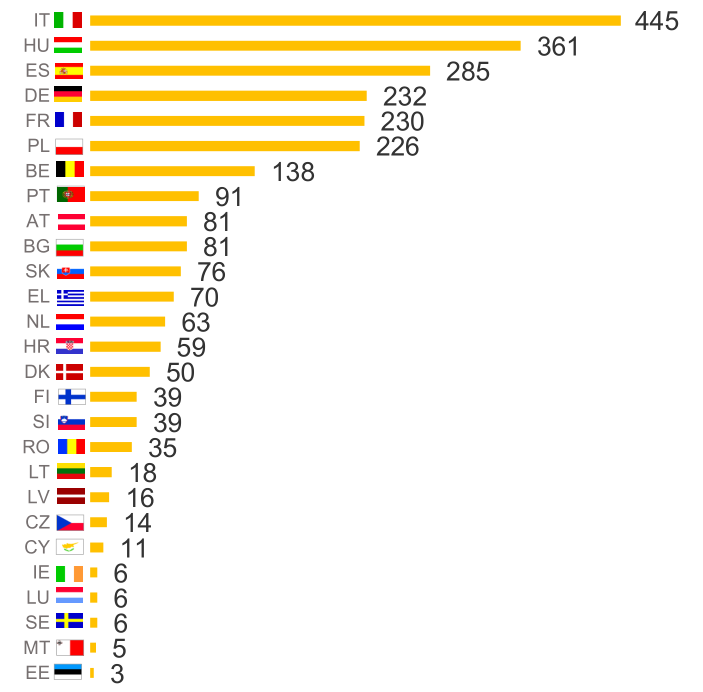 IT 445
HU 361
ES 285
DE 232
FR 230
PL 226
BE 138
PT 91
AT 81
BG 81
SK 76
EL 70
NL 63
HR 59
DK 50
FI 39
SI 39
RO 35
LT 18
LV 16
CZ 14
CY 11
IE 6
LU 6
SE 6
MT 5
EE 3